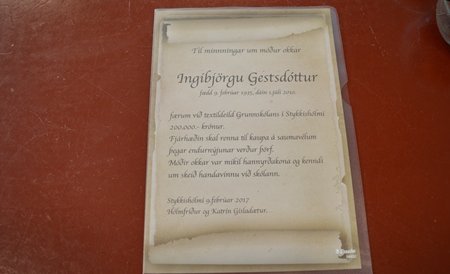 Til minnningar um móður okkar
Ingibjörgu Gestsdóttur
fædd 9. febrúar 1935, dáin 1. júlí 2010.
færum við textíldeild Grunnskólans í Stykkishólmi
200.000.- krónur.
Fjárhæðin skal renna til kaupa á saumavélum
þegar endurnýjunar verður þörf.
Móðir okkar var mikil hannyrðakona og kenndi
um skeið handavinnu við skólann.
Stykkishólmi 9.febrúar 2017
Hólmfríður og Katrín Gísladætur.